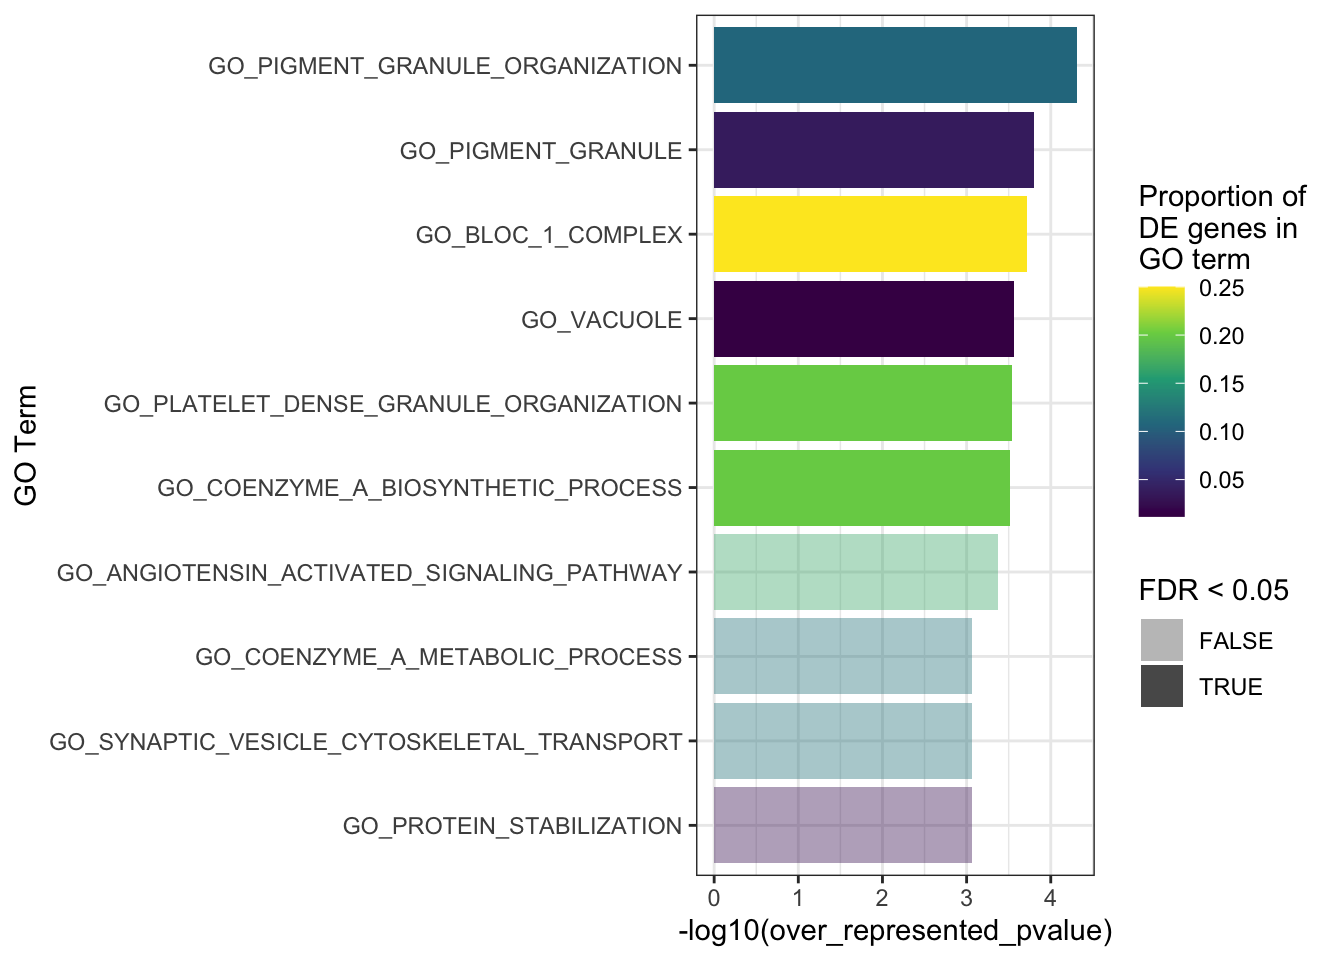 GO_PIGMENT_GRANULE_ORGANIZATION
GO_PIGMENT_GRANULE
GO_BLOC_1_COMPLEX
GO_VACUOLE
GO_PLATELET_DENSE_GRANULE_ORGANIZATION
GO_COENZYME_A_BIOSYNTHETIC_PROCESS
GO_ANGIOTENSIN_ACTIVATED_SIGNALING_PATHWAY
GO_COENZYME_A_METABOLIC_PROCESS
GO_SYNAPTIC_VESICLE_CYTOSKELETAL_TRANSPORT
GO_PROTEIN_STABILIZATION
GO Term
0 1 2 3 4
-log10(over_represented_pvalue)
Proportion of
DE genes in
GO term
0.25
0.20
0.15
0.10
0.05
FDR < 0.05
FALSE
TRUE